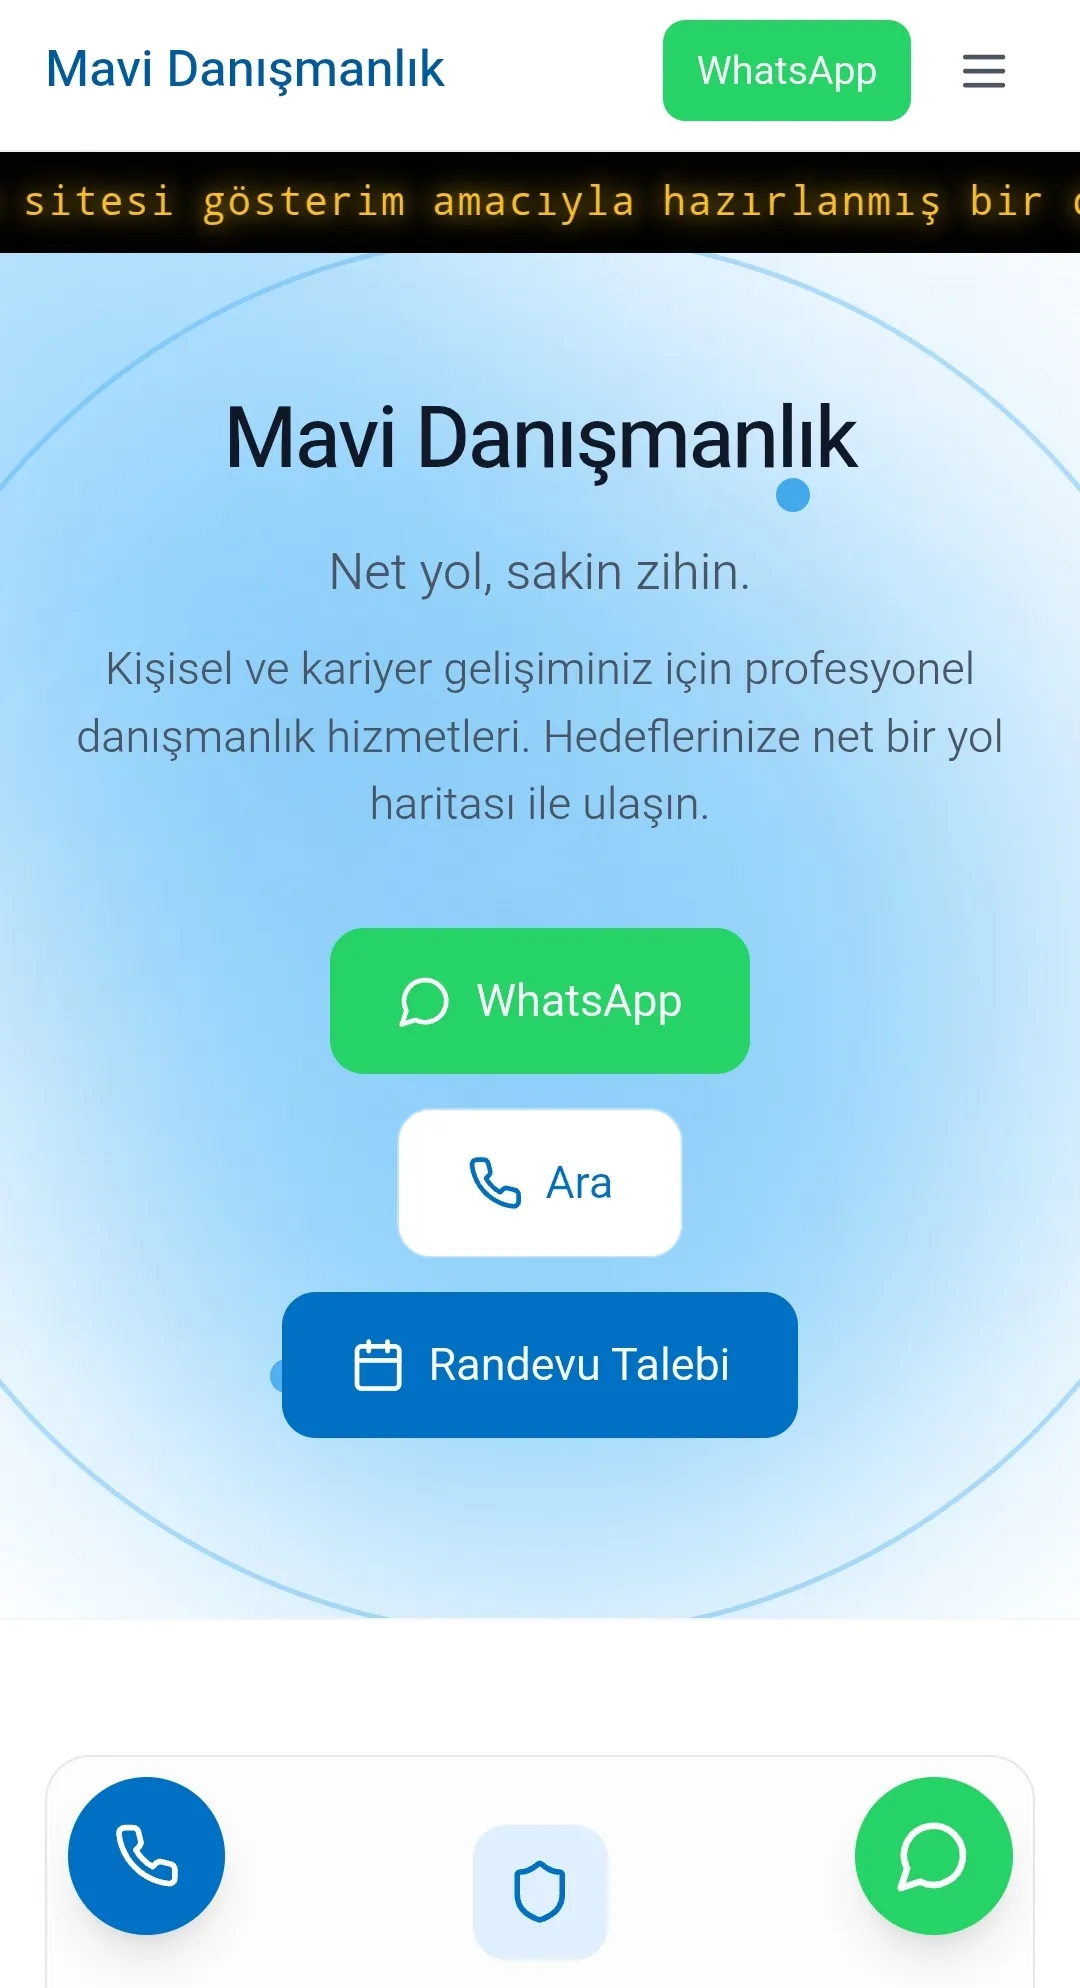 Mavi Danışmanlık
WhatsApp
sitesi gösterim amacıyla hazırlanmış bir
Mavi Danışmanlık
Net yol, sakin zihin.
Kişisel ve kariyer gelişiminiz için profesyonel
danışmanlık hizmetleri. Hedeflerinize net bir yol
haritası ile ulaşın.
WhatsApp
Ara
Randevu Talebi